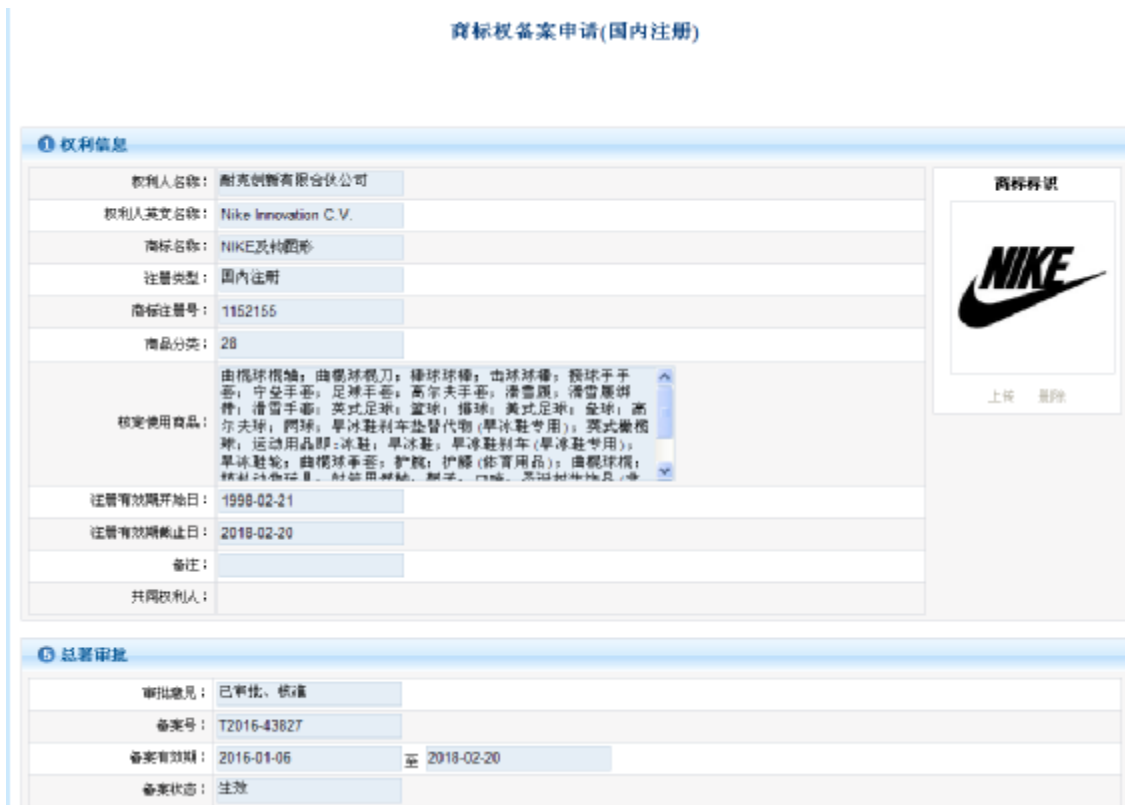 商标权备案申请(国内注册)
1 权利信息
权利人名称： 耐克创新有限合伙公司
权利人英文名称： Nike Innovation C.V.
商标名称： NIKE及钩图形
注册类型： 国内注册
商标注册号： 1152155
商品分类： 28
核定使用商品：
曲棍球棍轴；曲棍球棍刀；棒球球棒；击球球棒；
守垒手套；足球手套；高尔夫手套；滑雪履；滑雪履绑
带；滑雪手套；英式足球；篮球；排球；美式足球；垒球；高
尔夫球；网球；旱冰鞋刹车垫替代物(旱冰鞋专用)；英式橄榄
球；运动用品即:冰鞋；旱冰鞋；旱冰鞋刹车(旱冰鞋专用)；
旱冰鞋轮；曲棍球手套；护腕；护膝(体育用品)；曲棍球棍；
注册有效期开始日： 1998-02-21
注册有效期截止日： 2018-02-20
备注：
共同权利人：
商标标识
NIKE
上传 删除
5 总署审批
审批意见： 已审批、核准
备案号： T2016-43827
备案有效期： 2016-01-06 至 2018-02-20
备案状态： 生效